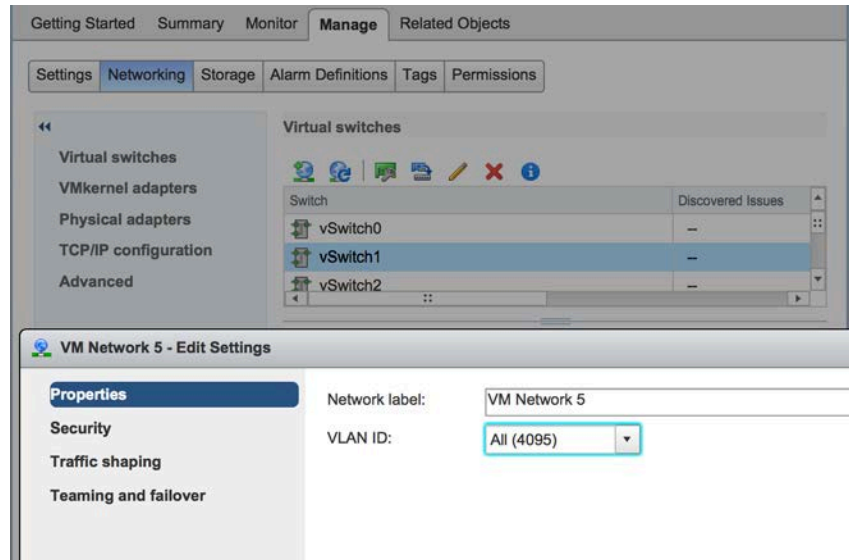 Getting Started Summary Monitor Manage Related Objects
Settings Networking Storage Alarm Definitions Tags Permissions
Virtual switches
Virtual switches
VMkernel adapters
Physical adapters
TCP/IP configuration
Advanced
Switch Discovered Issues
vSwitch0 --
vSwitch1 --
vSwitch2 --
VM Network 5 - Edit Settings
Properties
Security
Traffic shaping
Teaming and failover
Network label: VM Network 5
VLAN ID: All (4095)